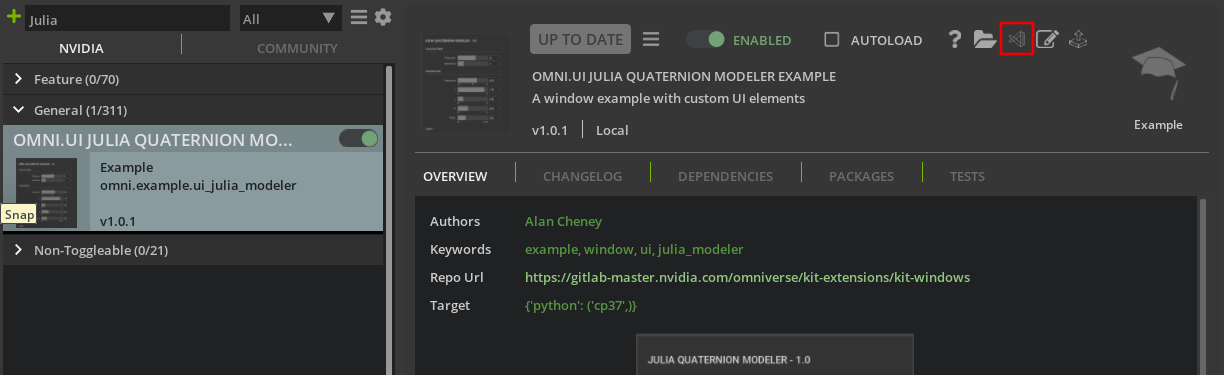 Julia
All
NVIDIA
COMMUNITY
Feature (0/70)
General (1/311)
OMNI.UI JULIA QUATERNION MO...
Example
omni.example.ui_julia_modeler
Snap
v1.0.1
Non-Toggleable (0/21)
UP TO DATE
ENABLED
AUTOLOAD
?
OMNI.UI JULIA QUATERNION MODELER EXAMPLE
A window example with custom UI elements
v1.0.1
Local
Example
OVERVIEW
CHANGELOG
DEPENDENCIES
PACKAGES
TESTS
Authors Alan Cheney
Keywords example, window, ui, julia_modeler
Repo Url https://gitlab-master.nvidia.com/omniverse/kit-extensions/kit-windows
Target {'python': ('cp37',)}
JULIA QUATERNION MODELER - 1.0